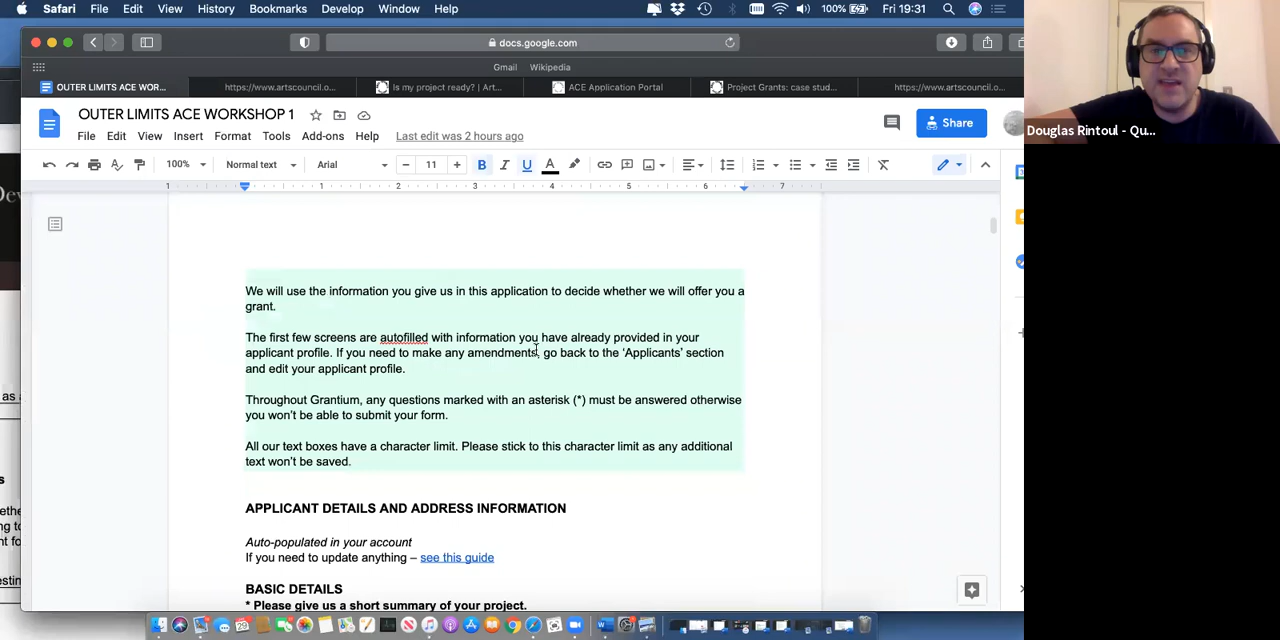 Safari File Edit View History Bookmarks Develop Window Help 100% Fri 19:31
docs.google.com
Gmail Wikipedia
OUTER LIMITS ACE WOR... https://www.artscouncil.o... Is my project ready? | Art... ACE Application Portal Project Grants: case stud... https://www.artscouncil.o...
OUTER LIMITS ACE WORKSHOP 1
File Edit View Insert Format Tools Add-ons Help Last edit was 2 hours ago
Share
100% Normal text Arial 11 B I U A
1 1 2 3 4 5 6 7
We will use the information you give us in this application to decide whether we will offer you a
grant.
The first few screens are autofilled with information you have already provided in your
applicant profile. If you need to make any amendments, go back to the ‘Applicants’ section
and edit your applicant profile.
Throughout Grantium, any questions marked with an asterisk (*) must be answered otherwise
you won’t be able to submit your form.
All our text boxes have a character limit. Please stick to this character limit as any additional
text won’t be saved.
APPLICANT DETAILS AND ADDRESS INFORMATION
Auto-populated in your account
If you need to update anything – see this guide
BASIC DETAILS
* Please give us a short summary of your project.
Douglas Rintoul - Qu...